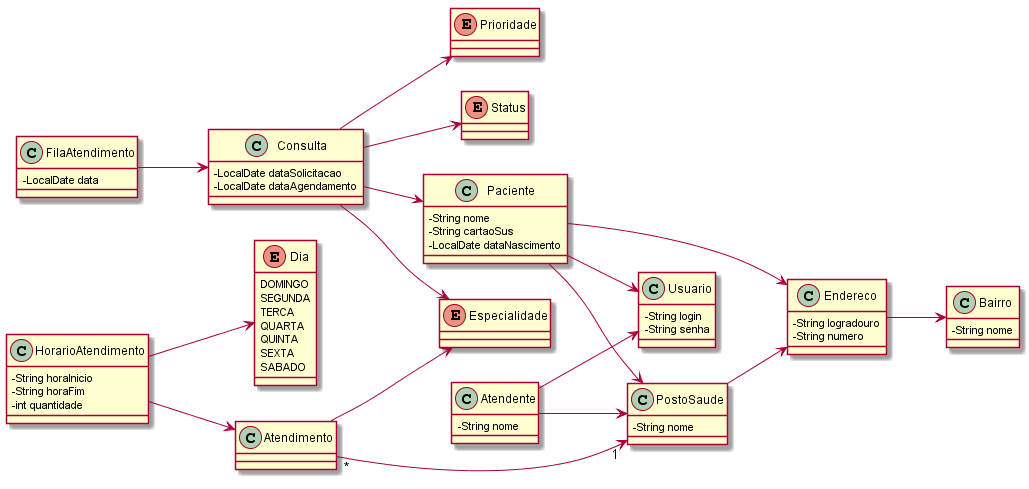 E Prioridade
E Status
C FilaAtendimento
-LocalDate data
C Consulta
-LocalDate dataSolicitacao
-LocalDate dataAgendamento
C Paciente
-String nome
-String cartaoSus
-LocalDate dataNascimento
E Dia
DOMINGO
SEGUNDA
TERCA
QUARTA
QUINTA
SEXTA
SABADO
E Especialidade
C Usuario
-String login
-String senha
C Endereco
-String logradouro
-String numero
C Bairro
-String nome
C HorarioAtendimento
-String horaInicio
-String horaFim
-int quantidade
C Atendente
-String nome
C PostoSaude
-String nome
C Atendimento
*
1